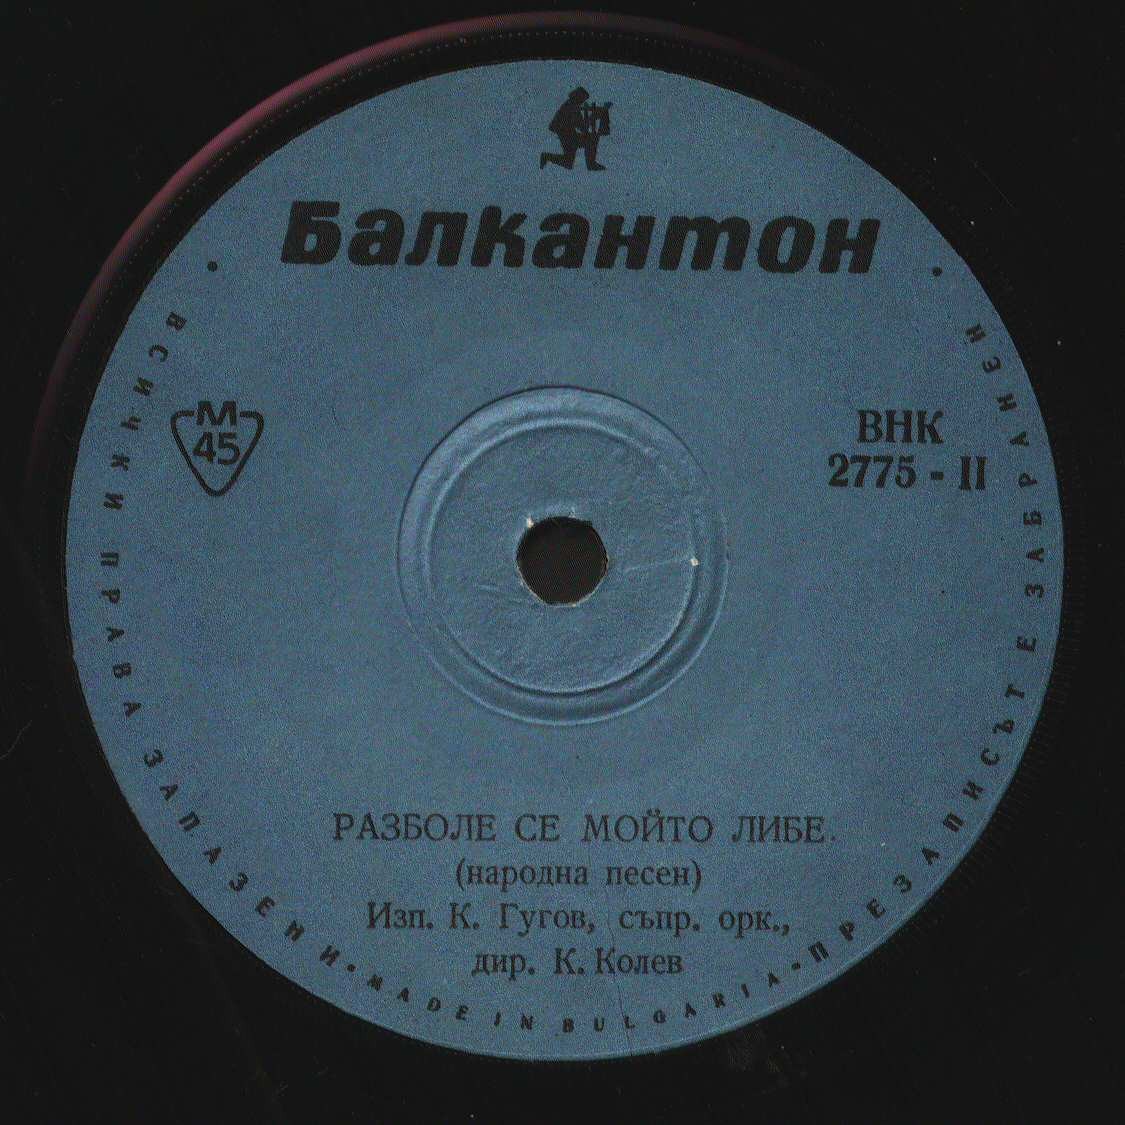 Балкантон
М
45
ВНК
2775 - II
РАЗБОЛЕ СЕ МОЙТО ЛИБЕ
(народна песен)
Изп. К. Гугов, съпр. орк.,
дир. К. Колев
• ВСИЧКИ ПРАВА ЗАПАЗЕНИ • MADE IN BULGARIA • ПРЕЗАПИСЪТ Е ЗАБРАНЕН •